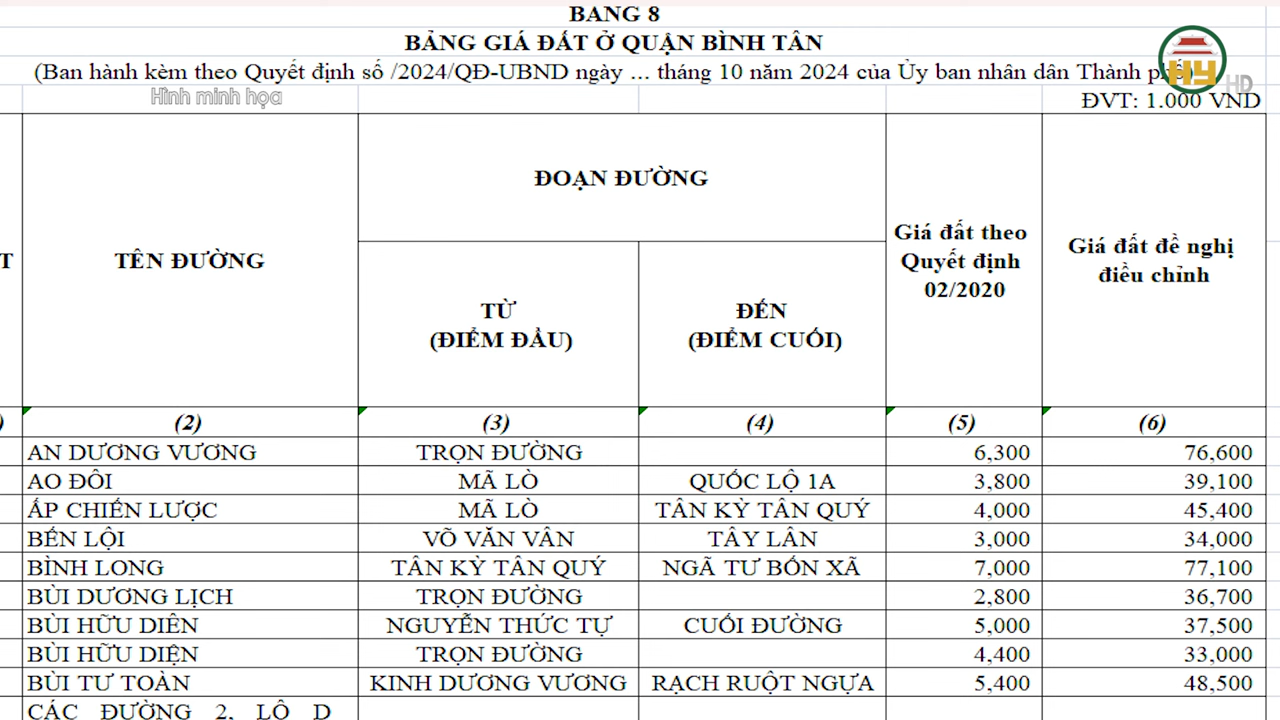 BANG 8
BẢNG GIÁ ĐẤT Ở QUẬN BÌNH TÂN
(Ban hành kèm theo Quyết định số /2024/QĐ-UBND ngày ... tháng 10 năm 2024 của Ủy ban nhân dân Thành phố)
Hình minh họa
HY HD
ĐVT: 1.000 VND
T
TÊN ĐƯỜNG
ĐOẠN ĐƯỜNG
TỪ
(ĐIỂM ĐẦU)
ĐẾN
(ĐIỂM CUỐI)
Giá đất theo
Quyết định
02/2020
Giá đất đề nghị
điều chỉnh
) (2) (3) (4) (5) (6)
AN DƯƠNG VƯƠNG TRỌN ĐƯỜNG 6,300 76,600
AO ĐÔI MÃ LÒ QUỐC LỘ 1A 3,800 39,100
ẤP CHIẾN LƯỢC MÃ LÒ TÂN KỲ TÂN QUÝ 4,000 45,400
BẾN LỘI VÕ VĂN VÂN TÂY LÂN 3,000 34,000
BÌNH LONG TÂN KỲ TÂN QUÝ NGÃ TƯ BỐN XÃ 7,000 77,100
BÙI DƯƠNG LỊCH TRỌN ĐƯỜNG 2,800 36,700
BÙI HỮU DIÊN NGUYỄN THỨC TỰ CUỐI ĐƯỜNG 5,000 37,500
BÙI HỮU DIỆN TRỌN ĐƯỜNG 4,400 33,000
BÙI TƯ TOÀN KINH DƯƠNG VƯƠNG RẠCH RUỘT NGỰA 5,400 48,500
CÁC ĐƯỜNG 2, LÔ D